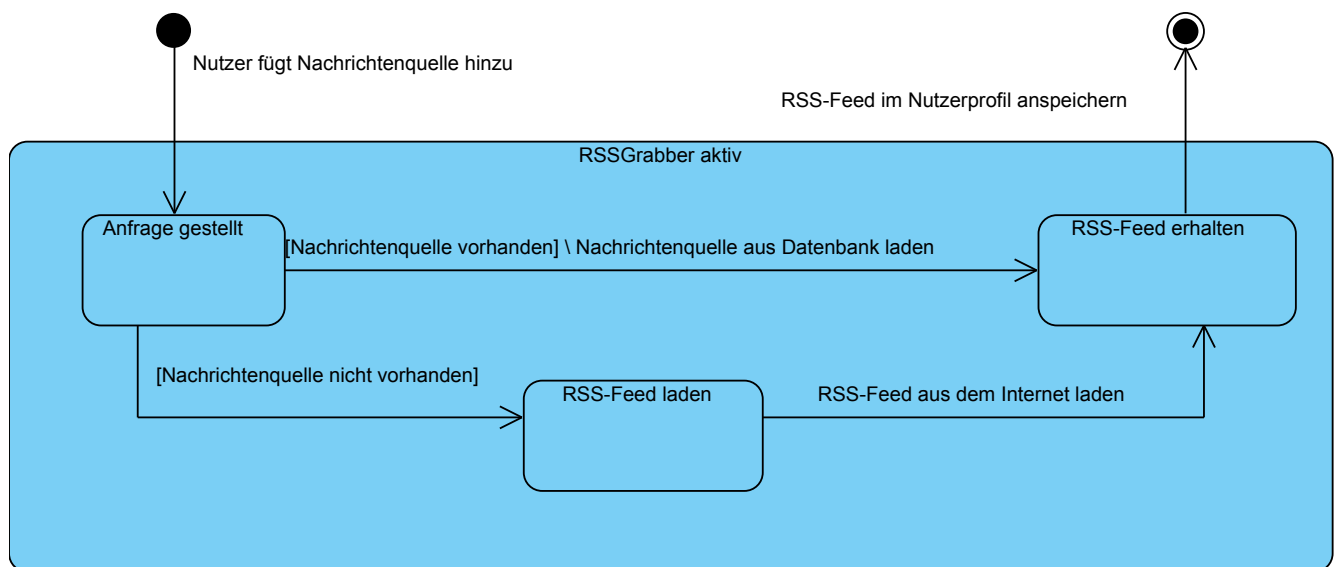 Nutzer fügt Nachrichtenquelle hinzu
RSS-Feed im Nutzerprofil anspeichern
RSSGrabber aktiv
Anfrage gestellt
RSS-Feed erhalten
[Nachrichtenquelle vorhanden] \ Nachrichtenquelle aus Datenbank laden
[Nachrichtenquelle nicht vorhanden]
RSS-Feed laden
RSS-Feed aus dem Internet laden